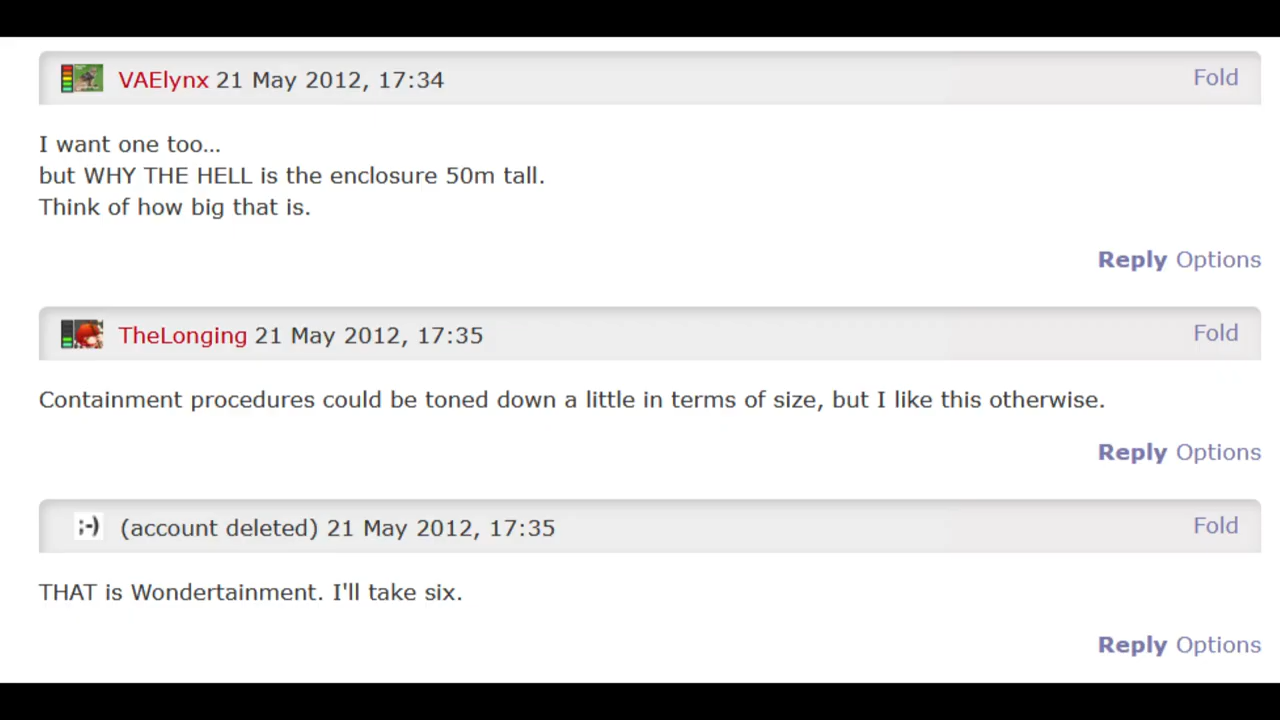 VAElynx 21 May 2012, 17:34 Fold
I want one too…
but WHY THE HELL is the enclosure 50m tall.
Think of how big that is.
Reply Options
TheLonging 21 May 2012, 17:35 Fold
Containment procedures could be toned down a little in terms of size, but I like this otherwise.
Reply Options
;-) (account deleted) 21 May 2012, 17:35 Fold
THAT is Wondertainment. I'll take six.
Reply Options